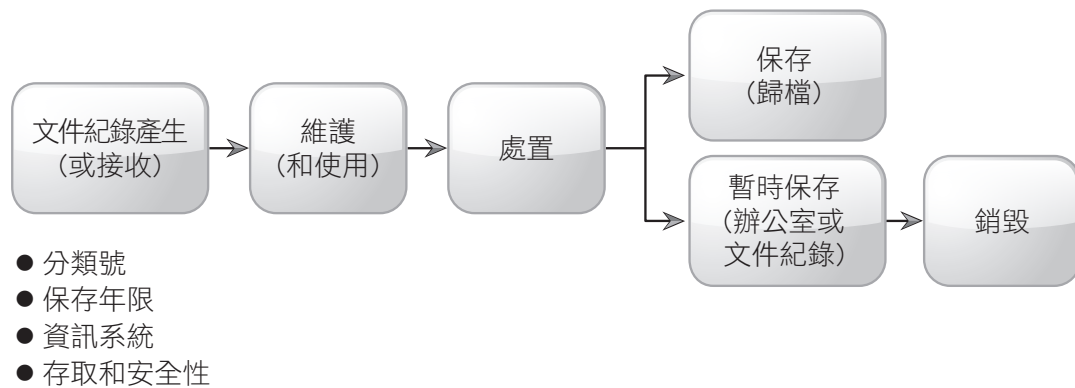 文件紀錄產生
（或接收）
維護
（和使用）
處置
保存
（歸檔）
暫時保存
（辦公室或
文件紀錄）
銷毀
● 分類號
● 保存年限
● 資訊系統
● 存取和安全性